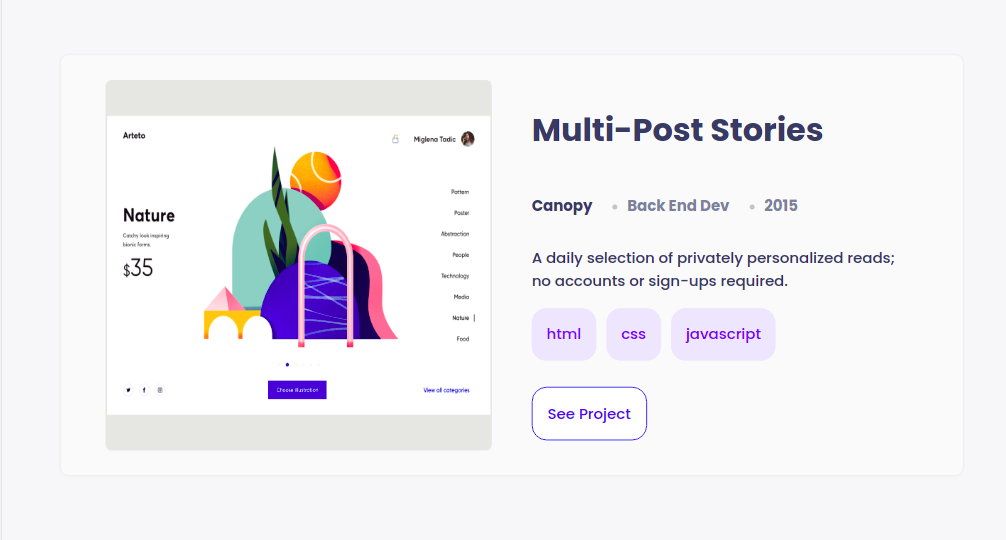 Arteto
Miglena Todic
Nature
Catchy look inspiring
bionic forms.
$35
Pattern
Poster
Abstraction
People
Technology
Media
Nature
Food
Choose illustration
View all categories
Multi-Post Stories
Canopy • Back End Dev • 2015
A daily selection of privately personalized reads;
no accounts or sign-ups required.
html css javascript
See Project